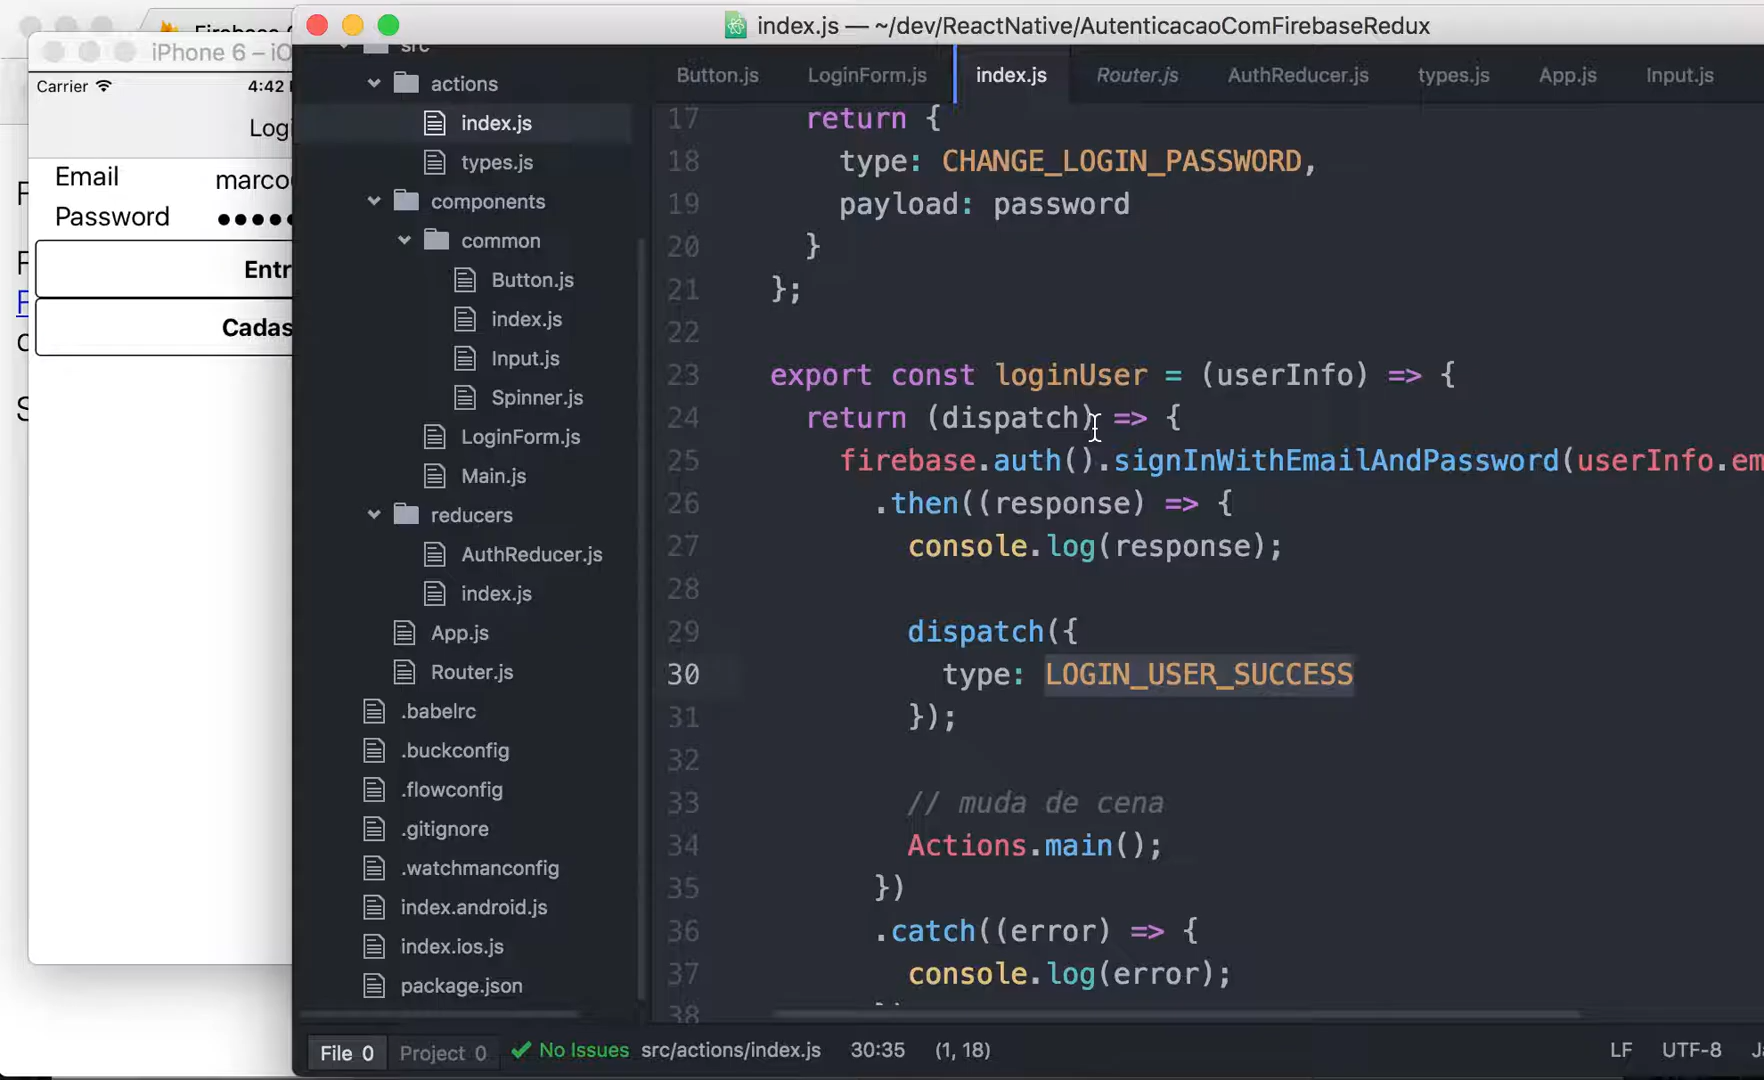 index.js — ~/dev/ReactNative/AutenticacaoComFirebaseRedux
iPhone 6 – iO
Carrier
4:42
Logi
Email
marco
Password
●●●●●
Entr
Cadas
src
actions
index.js
types.js
components
common
Button.js
index.js
Input.js
Spinner.js
LoginForm.js
Main.js
reducers
AuthReducer.js
index.js
App.js
Router.js
.babelrc
.buckconfig
.flowconfig
.gitignore
.watchmanconfig
index.android.js
index.ios.js
package.json
Button.js LoginForm.js index.js Router.js AuthReducer.js types.js App.js Input.js
17 return {
18 type: CHANGE_LOGIN_PASSWORD,
19 payload: password
20 }
21 };
22
23 export const loginUser = (userInfo) => {
24 return (dispatch) => {
25 firebase.auth().signInWithEmailAndPassword(userInfo.em
26 .then((response) => {
27 console.log(response);
28
29 dispatch({
30 type: LOGIN_USER_SUCCESS
31 });
32
33 // muda de cena
34 Actions.main();
35 })
36 .catch((error) => {
37 console.log(error);
38
File 0 Project 0 No Issues src/actions/index.js 30:35 (1, 18) LF UTF-8